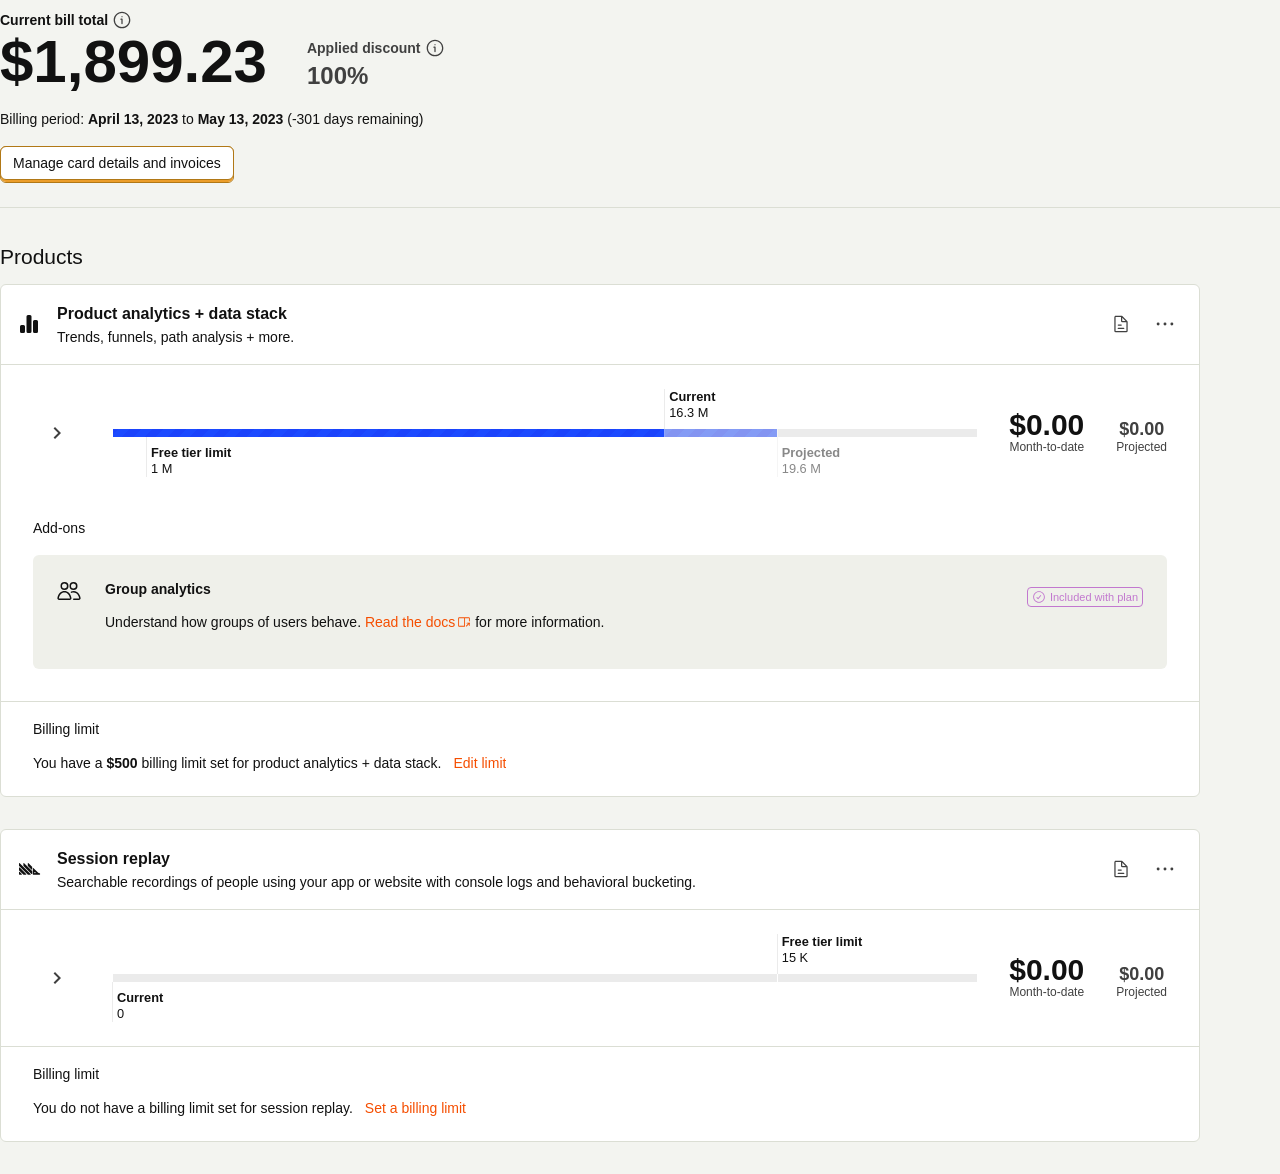 Current bill total
$1,899.23
Applied discount
100%
Billing period: April 13, 2023 to May 13, 2023 (-301 days remaining)
Manage card details and invoices
Products
Product analytics + data stack
Trends, funnels, path analysis + more.
Current
16.3 M
Free tier limit
1 M
Projected
19.6 M
$0.00
Month-to-date
$0.00
Projected
Add-ons
Group analytics
Included with plan
Understand how groups of users behave. Read the docs for more information.
Billing limit
You have a $500 billing limit set for product analytics + data stack. Edit limit
Session replay
Searchable recordings of people using your app or website with console logs and behavioral bucketing.
Free tier limit
15 K
Current
0
$0.00
Month-to-date
$0.00
Projected
Billing limit
You do not have a billing limit set for session replay. Set a billing limit